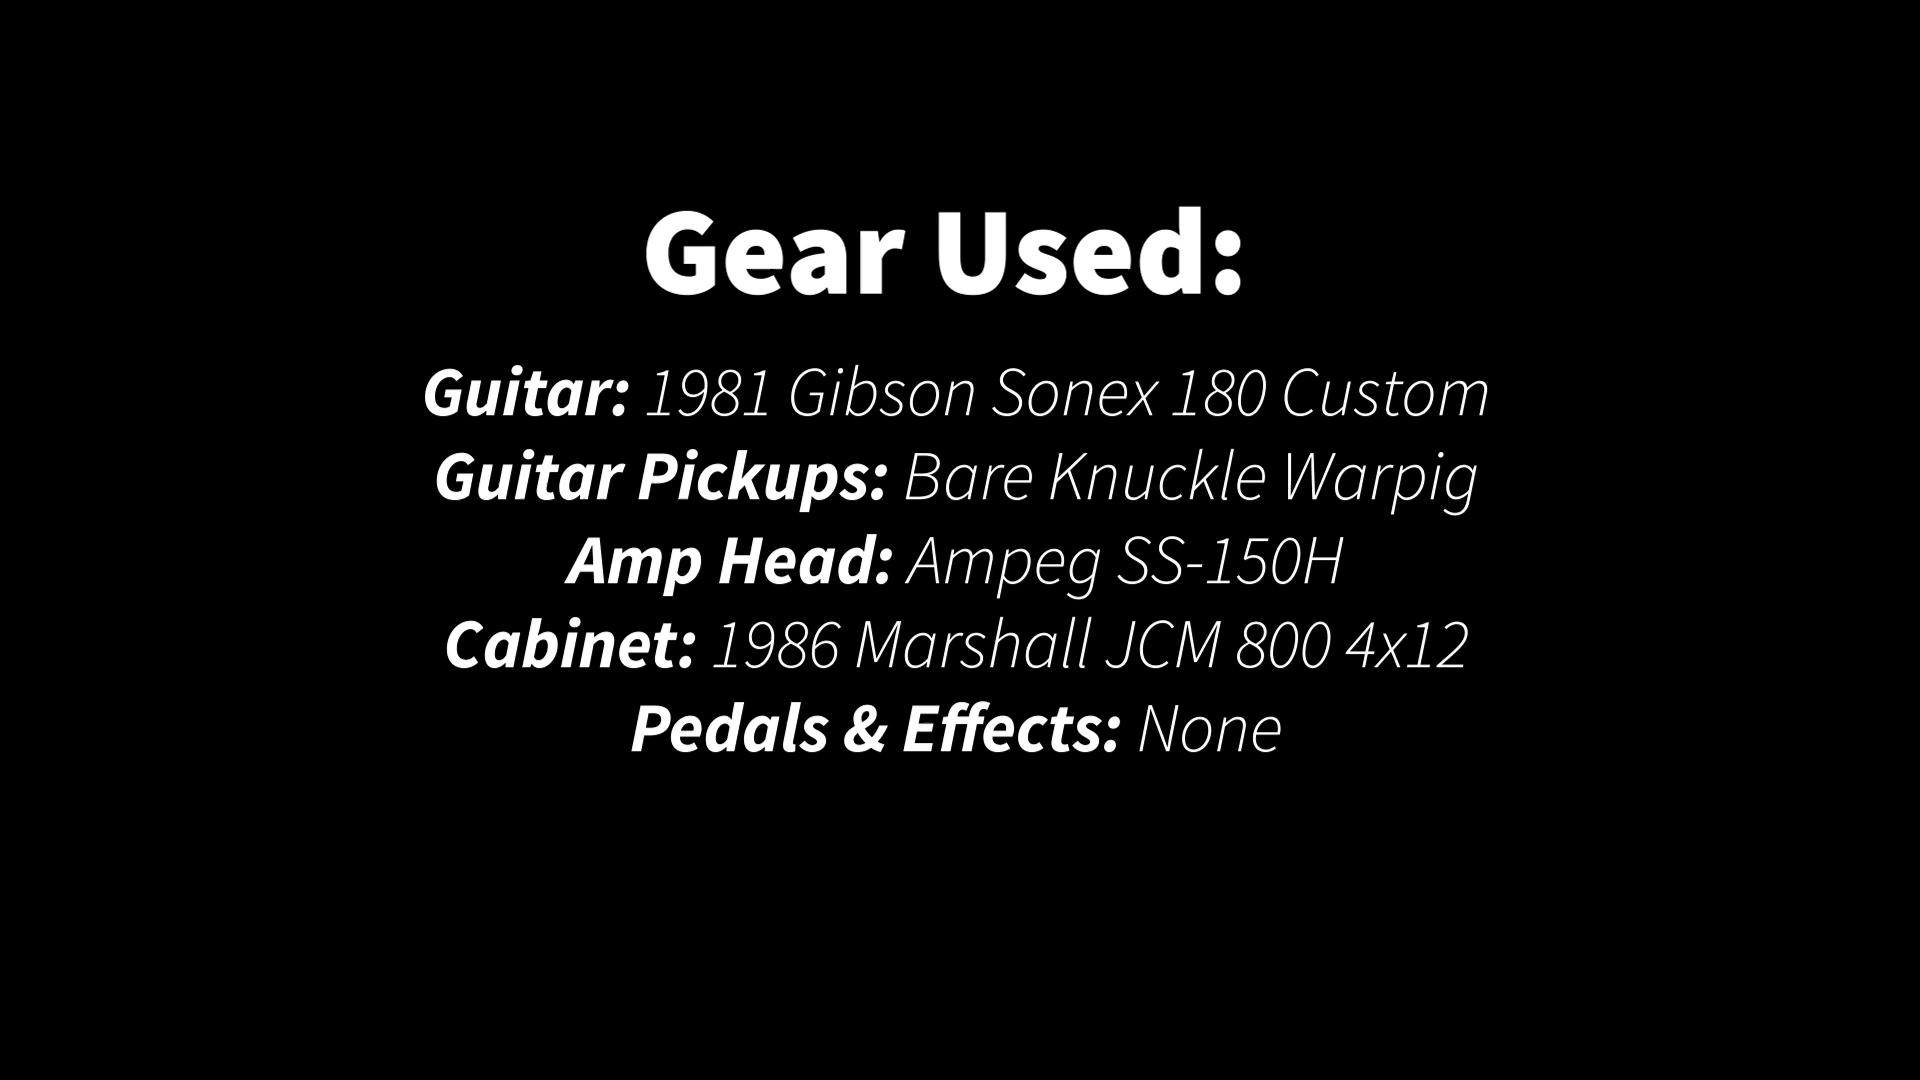 Gear Used:
Guitar: 1981 Gibson Sonex 180 Custom
Guitar Pickups: Bare Knuckle Warpig
Amp Head: Ampeg SS-150H
Cabinet: 1986 Marshall JCM 800 4x12
Pedals & Effects: None